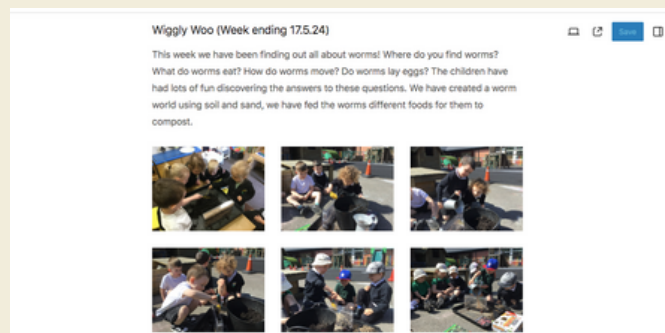 Wiggly Woo (Week ending 17.5.24)
Save
This week we have been finding out all about worms! Where do you find worms?
What do worms eat? How do worms move? Do worms lay eggs? The children have
had lots of fun discovering the answers to these questions. We have created a worm
world using soil and sand, we have fed the worms different foods for them to
compost.